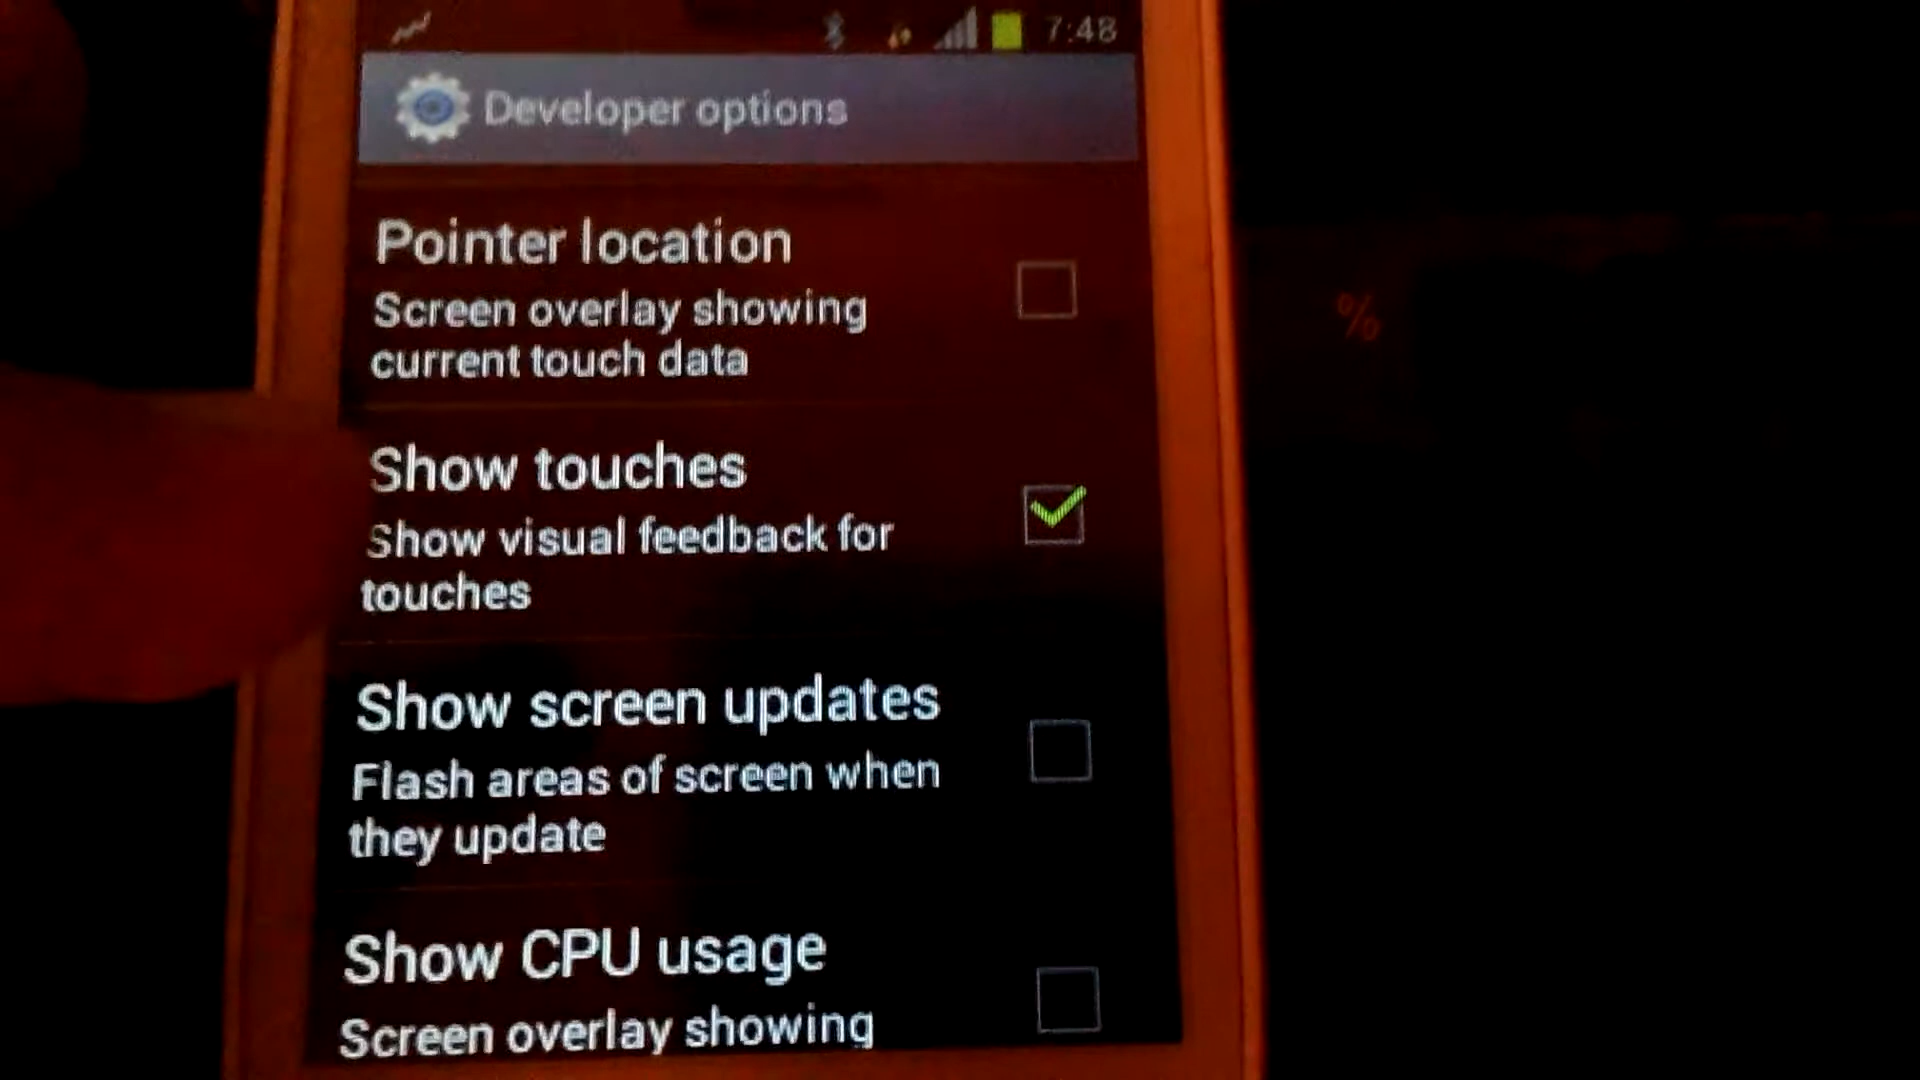 7:48
Developer options
Pointer location
Screen overlay showing
current touch data
Show touches
Show visual feedback for
touches
Show screen updates
Flash areas of screen when
they update
Show CPU usage
Screen overlay showing
%